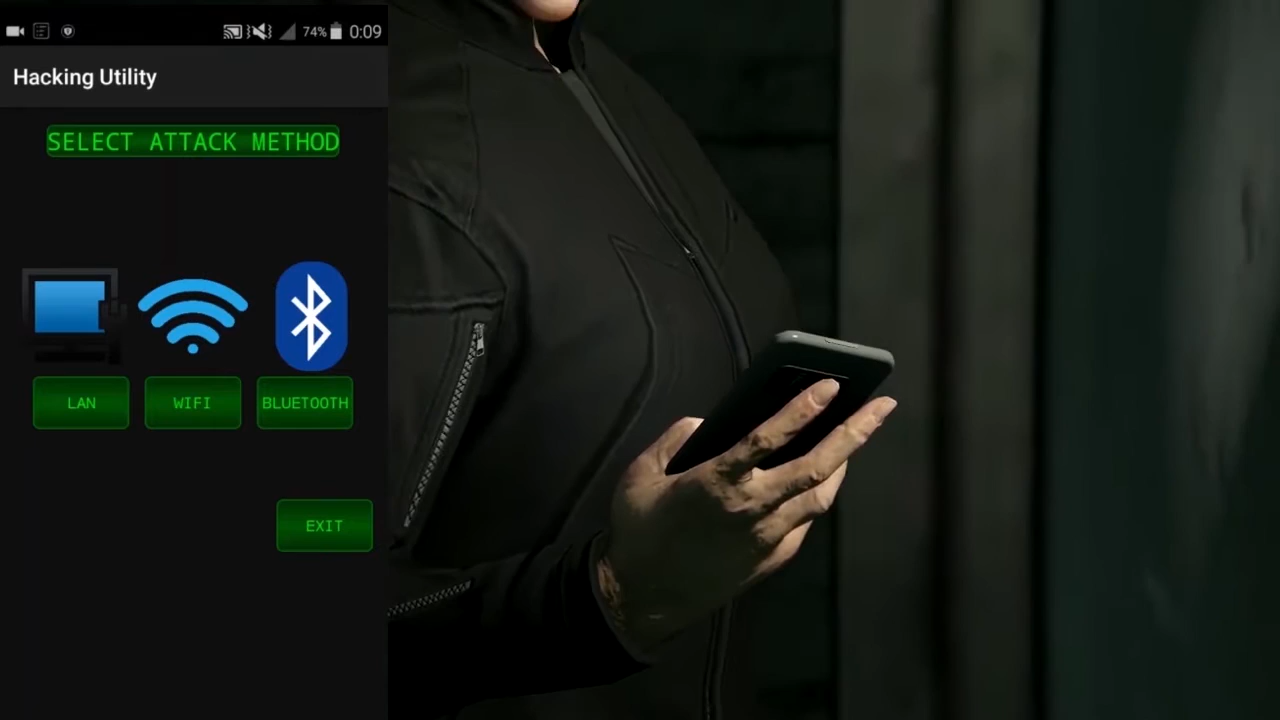 74% 0:09
Hacking Utility
SELECT ATTACK METHOD
LAN WIFI BLUETOOTH
EXIT